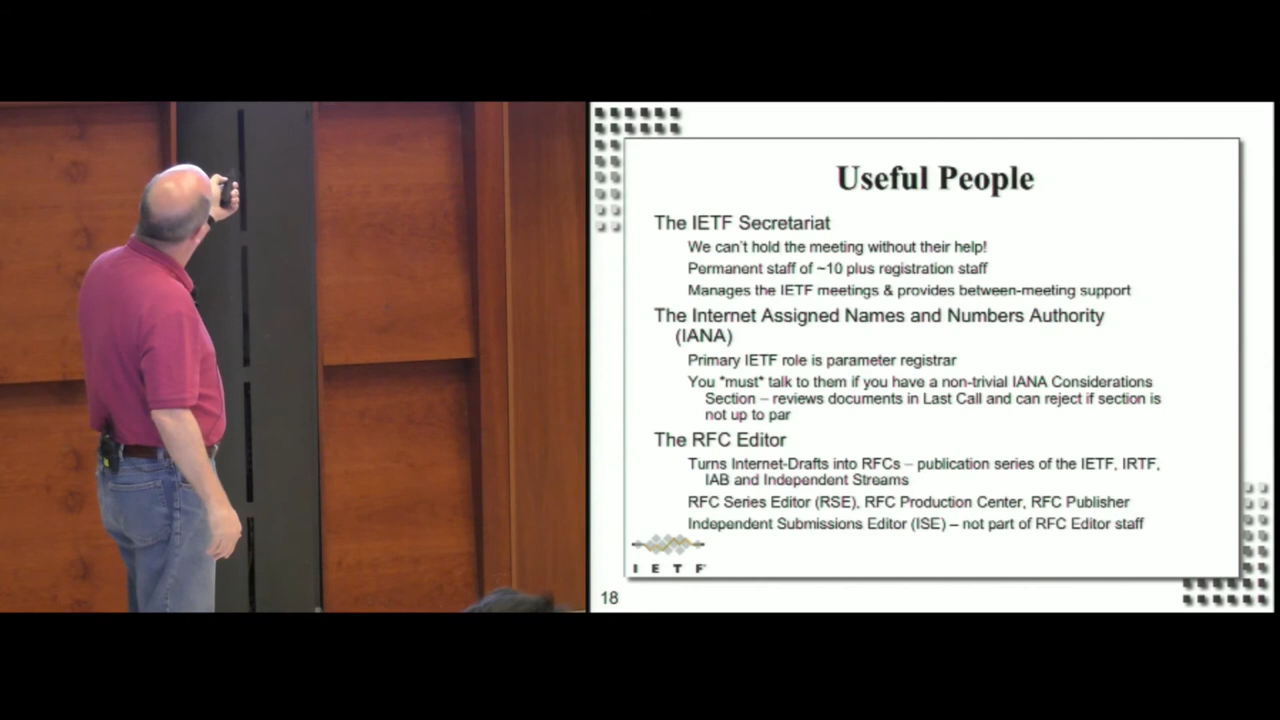 Useful People
The IETF Secretariat
We can't hold the meeting without their help!
Permanent staff of ~10 plus registration staff
Manages the IETF meetings & provides between-meeting support
The Internet Assigned Names and Numbers Authority
(IANA)
Primary IETF role is parameter registrar
You *must* talk to them if you have a non-trivial IANA Considerations
Section – reviews documents in Last Call and can reject if section is
not up to par
The RFC Editor
Turns Internet-Drafts into RFCs – publication series of the IETF, IRTF,
IAB and Independent Streams
RFC Series Editor (RSE), RFC Production Center, RFC Publisher
Independent Submissions Editor (ISE) – not part of RFC Editor staff
I E T F
18